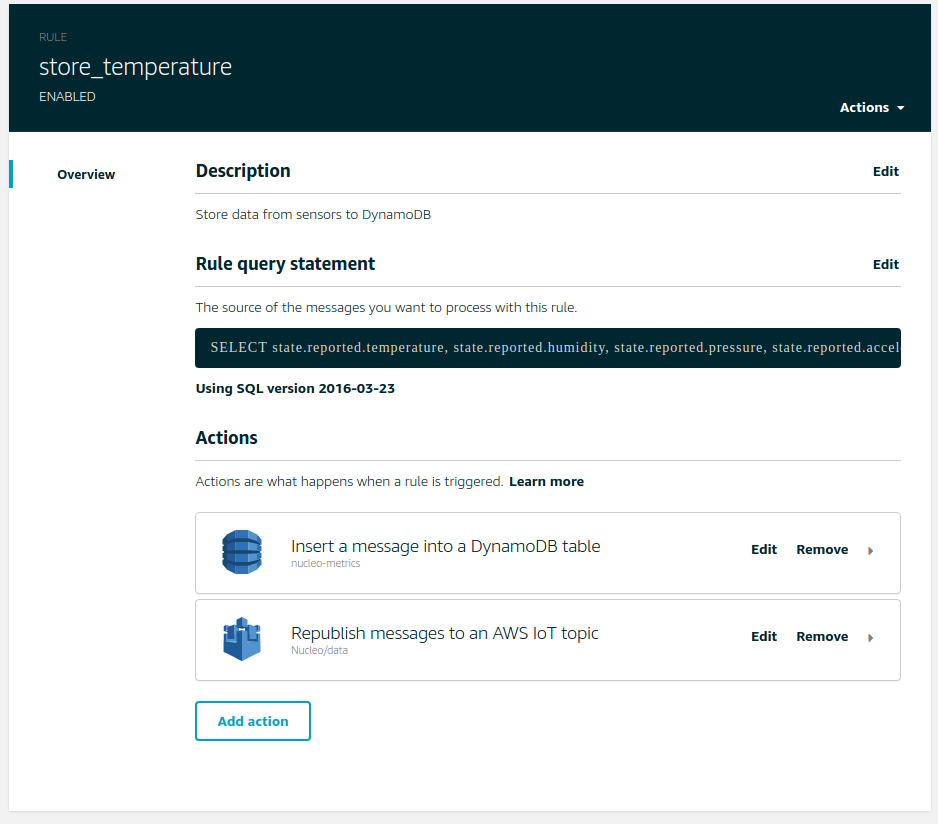 RULE
store_temperature
ENABLED
Actions
Overview
Description
Edit
Store data from sensors to DynamoDB
Rule query statement
Edit
The source of the messages you want to process with this rule.
SELECT state.reported.temperature, state.reported.humidity, state.reported.pressure, state.reported.accel
Using SQL version 2016-03-23
Actions
Actions are what happens when a rule is triggered. Learn more
Insert a message into a DynamoDB table
Edit Remove
nucleo-metrics
Republish messages to an AWS IoT topic
Edit Remove
Nucleo/data
Add action